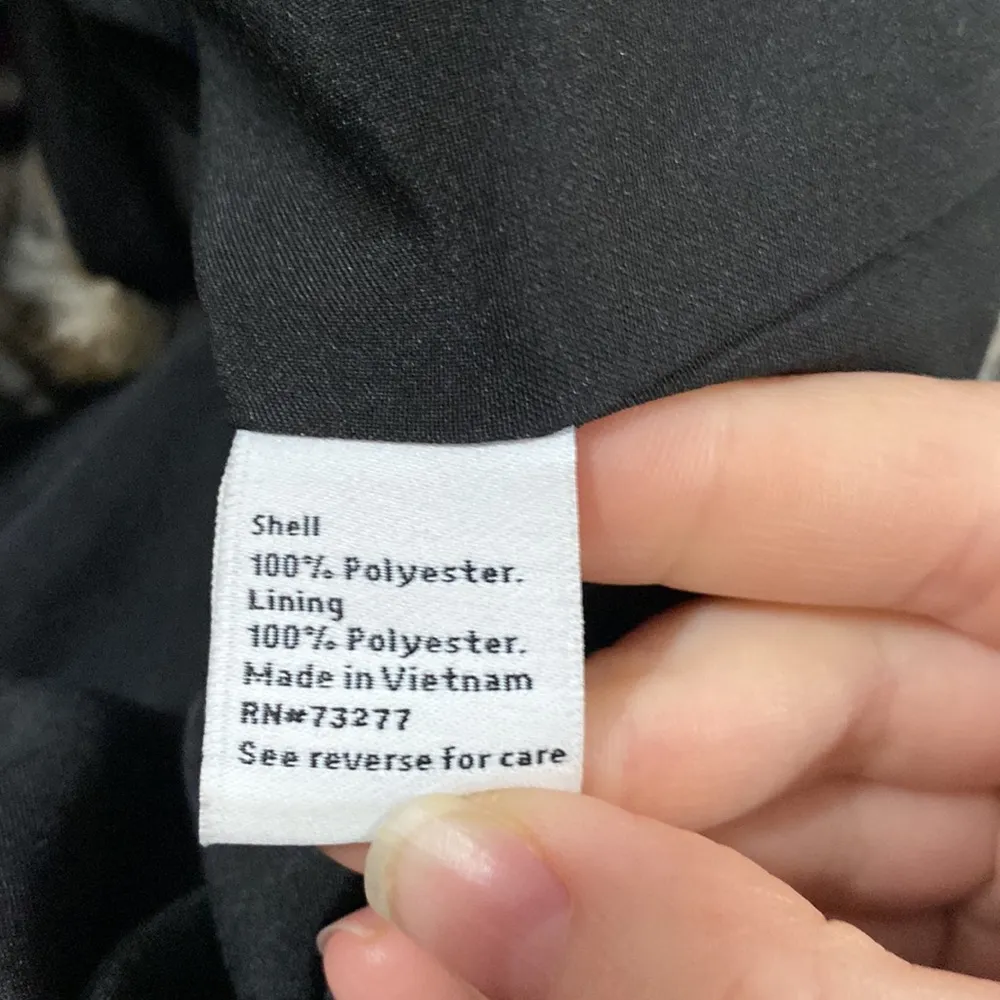 Shell
100% Polyester.
Lining
100% Polyester.
Made in Vietnam
RN#73277
See reverse for care